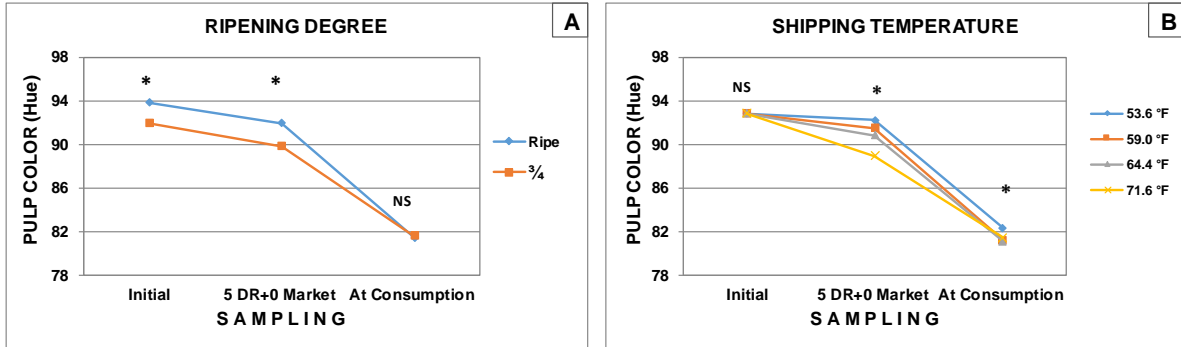 RIPENING DEGREE
A
PULP COLOR (Hue)
98
94
90
86
82
78
*
*
NS
Initial
5 DR+0 Market
At Consumption
SAMPLING
Ripe
¾
SHIPPING TEMPERATURE
B
PULP COLOR (Hue)
98
94
90
86
82
78
NS
*
*
Initial
5 DR+0 Market
At Consumption
SAMPLING
53.6 °F
59.0 °F
64.4 °F
71.6 °F